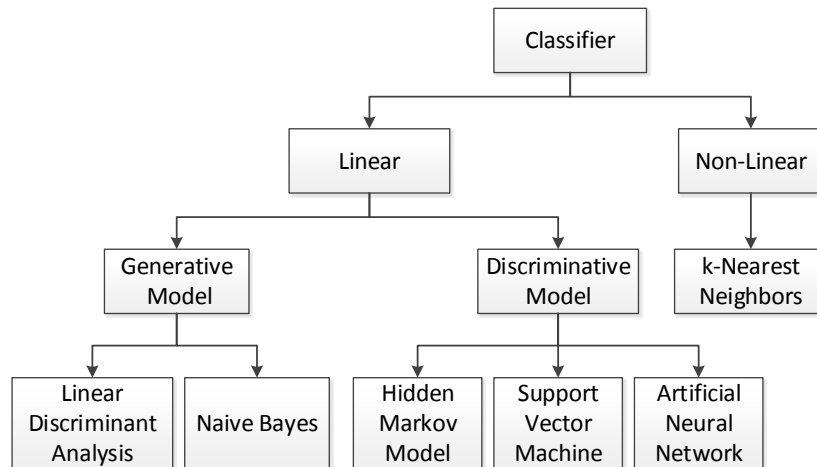 Classifier
Linear
Non-Linear
Generative
Model
Discriminative
Model
k-Nearest
Neighbors
Linear
Discriminant
Analysis
Naive Bayes
Hidden
Markov
Model
Support
Vector
Machine
Artificial
Neural
Network